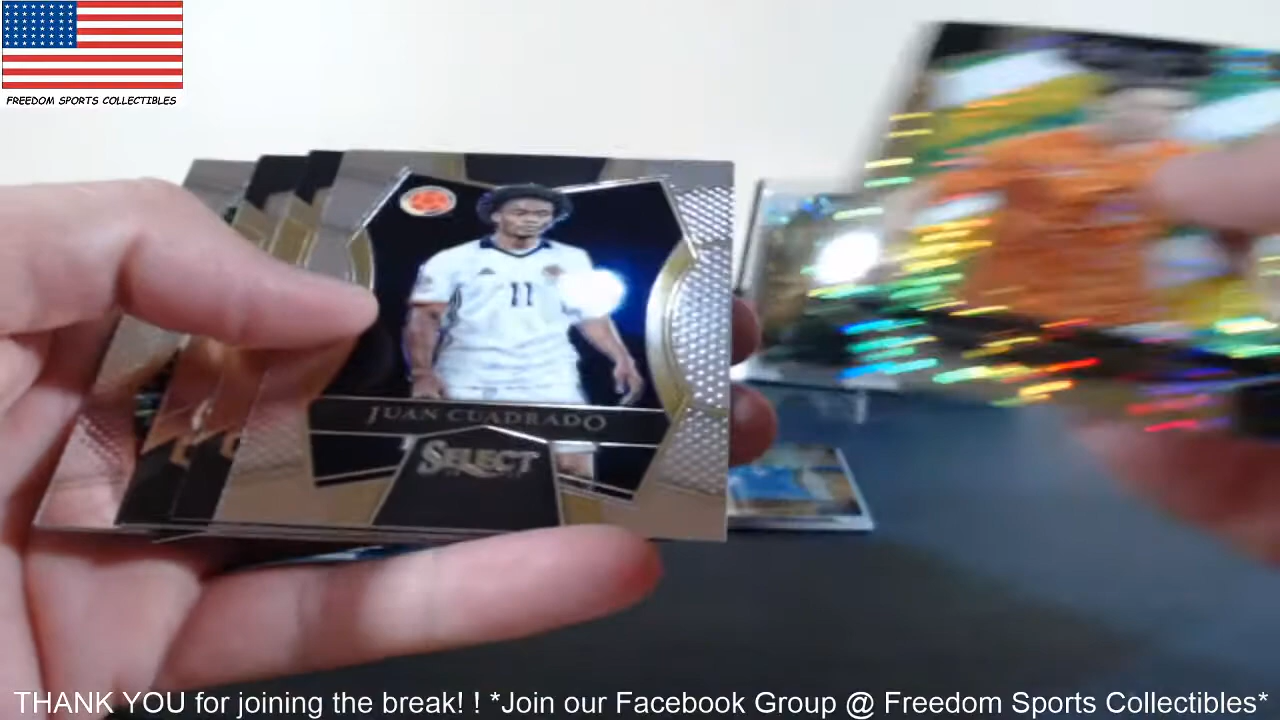 FREEDOM SPORTS COLLECTIBLES
11
JUAN CUADRADO
SELECT
THANK YOU for joining the break! ! *Join our Facebook Group @ Freedom Sports Collectibles*